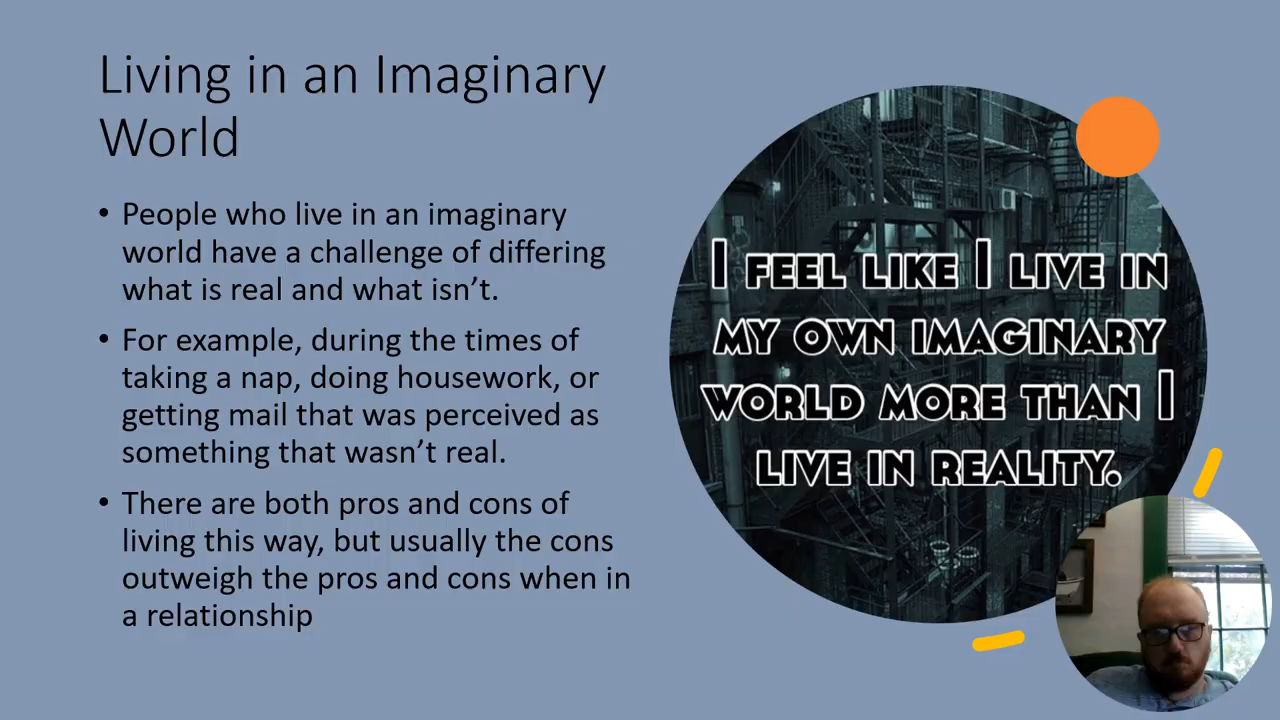 Living in an Imaginary
World
• People who live in an imaginary
world have a challenge of differing
what is real and what isn’t.
• For example, during the times of
taking a nap, doing housework, or
getting mail that was perceived as
something that wasn’t real.
• There are both pros and cons of
living this way, but usually the cons
outweigh the pros and cons when in
a relationship
I FEEL LIKE I LIVE IN
MY OWN IMAGINARY
WORLD MORE THAN I
LIVE IN REALITY.